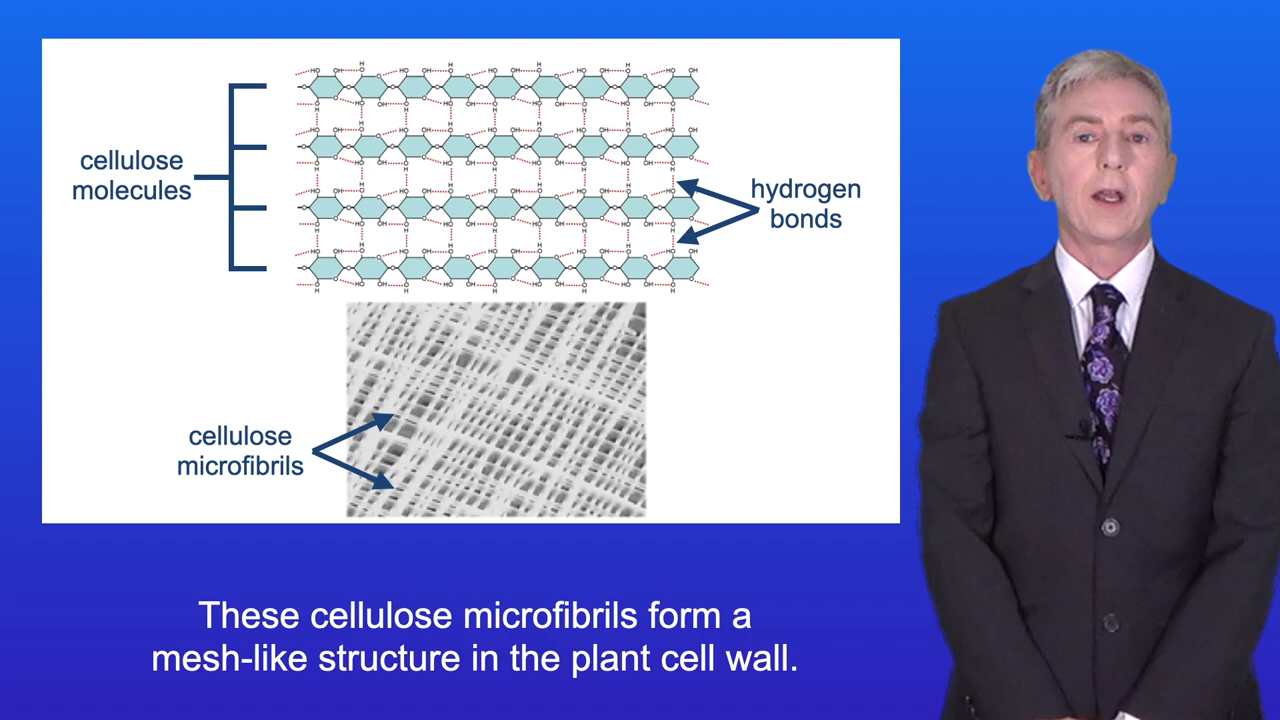 cellulose
molecules
hydrogen
bonds
cellulose
microfibrils
These cellulose microfibrils form a
mesh-like structure in the plant cell wall.